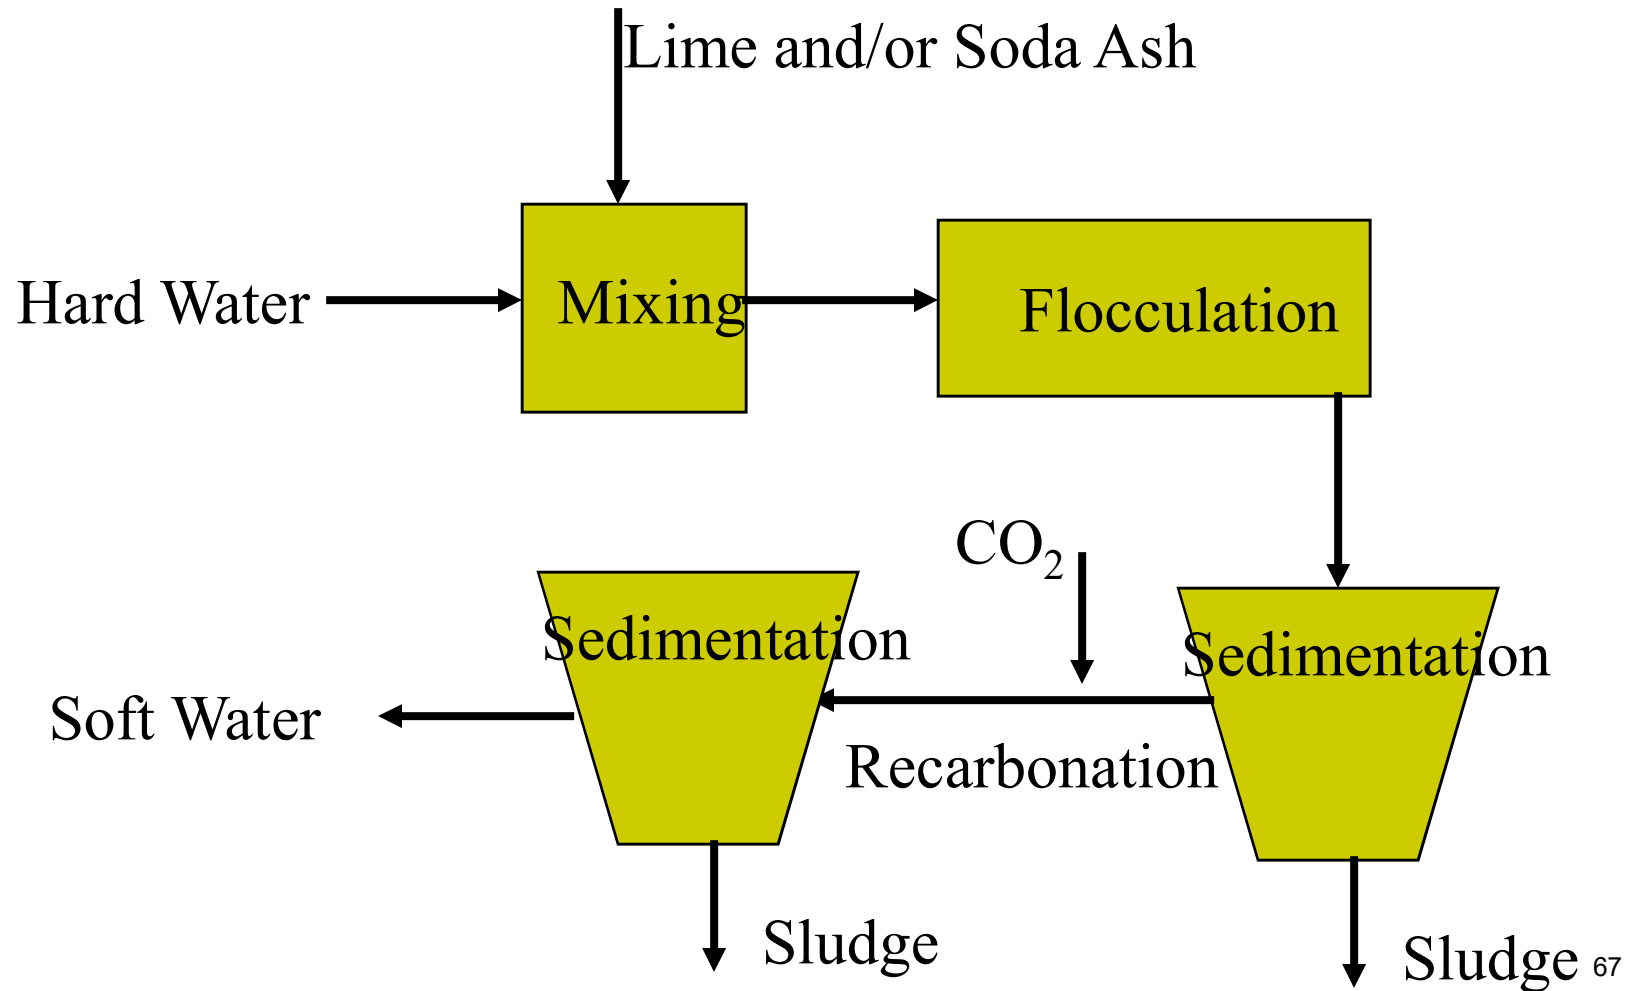 Lime and/or Soda Ash
Hard Water
Mixing
Flocculation
CO₂
Sedimentation
Sedimentation
Soft Water
Recarbonation
Sludge
Sludge
67